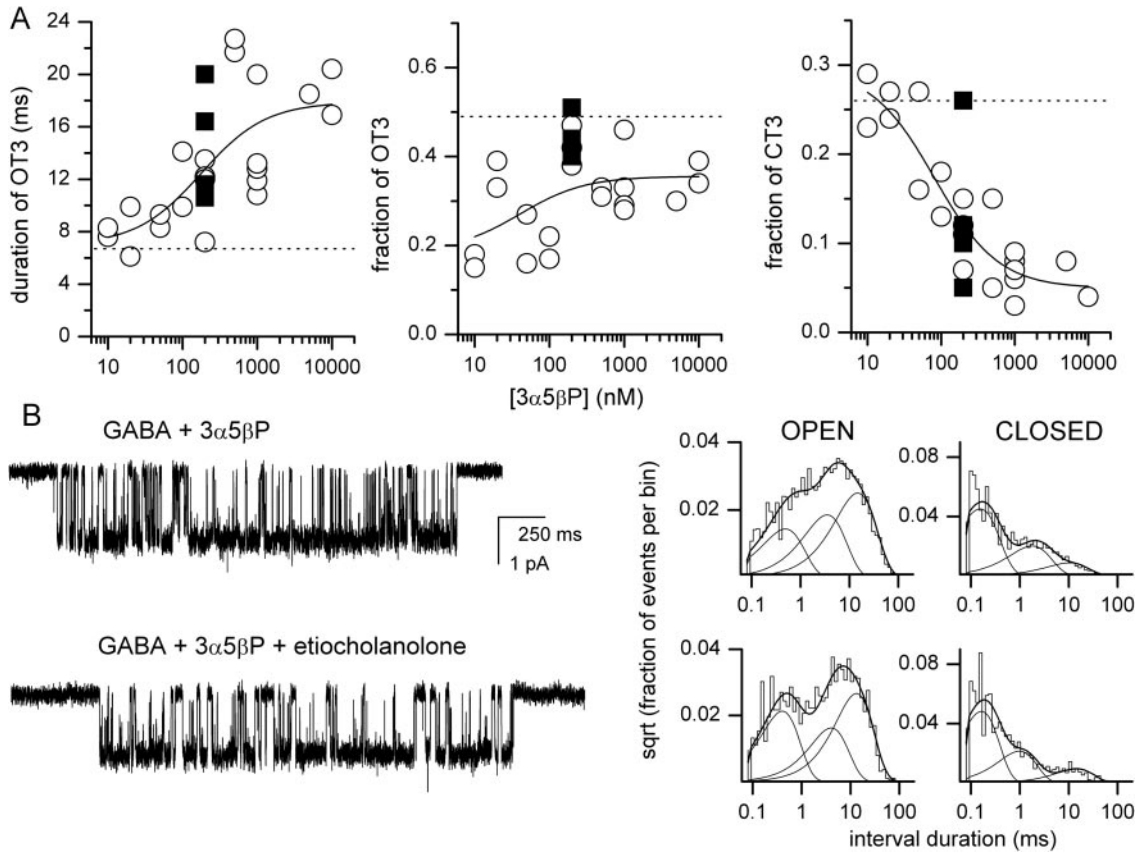 A
duration of OT3 (ms)
24
20
16
12
8
4
0
10 100 1000 10000
fraction of OT3
0.6
0.4
0.2
0.0
10 100 1000 10000
[3α5βP] (nM)
fraction of CT3
0.3
0.2
0.1
0.0
10 100 1000 10000
B
GABA + 3α5βP
250 ms
1 pA
GABA + 3α5βP + etiocholanolone
OPEN CLOSED
sqrt (fraction of events per bin)
0.04
0.02
0.1 1 10 100
0.08
0.04
0.1 1 10 100
0.04
0.02
0.1 1 10 100
0.08
0.04
0.1 1 10 100
interval duration (ms)